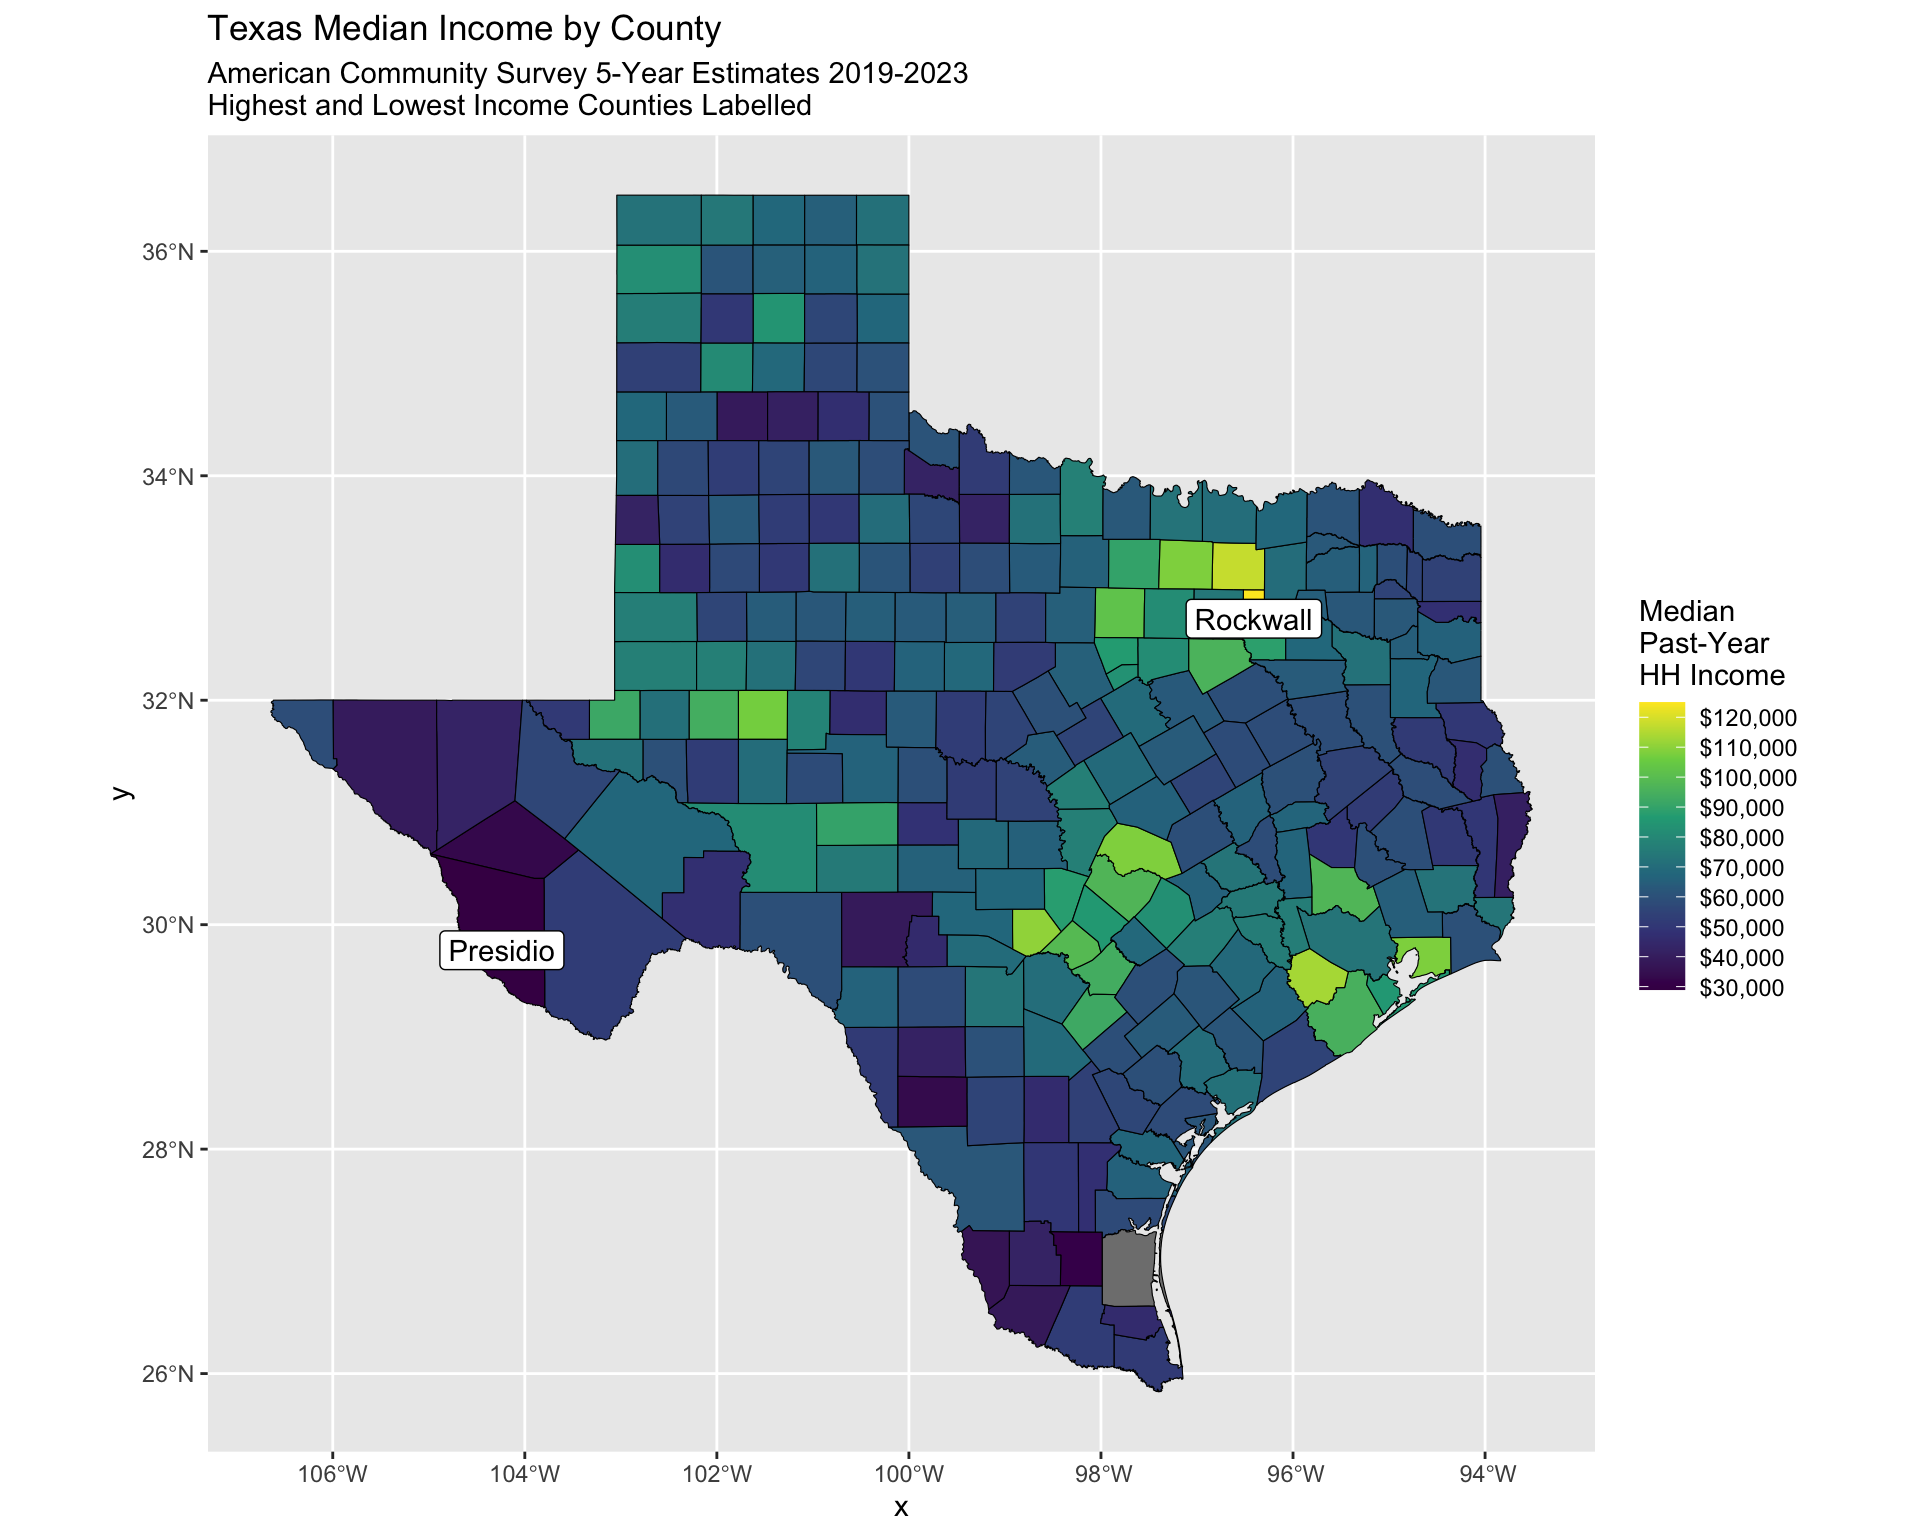 Texas Median Income by County
American Community Survey 5-Year Estimates 2019-2023
Highest and Lowest Income Counties Labelled
36°N
34°N
32°N
30°N
28°N
26°N
y
Rockwall
Presidio
106°W
104°W
102°W
100°W
98°W
96°W
94°W
x
Median
Past-Year
HH Income
$120,000
$110,000
$100,000
$90,000
$80,000
$70,000
$60,000
$50,000
$40,000
$30,000